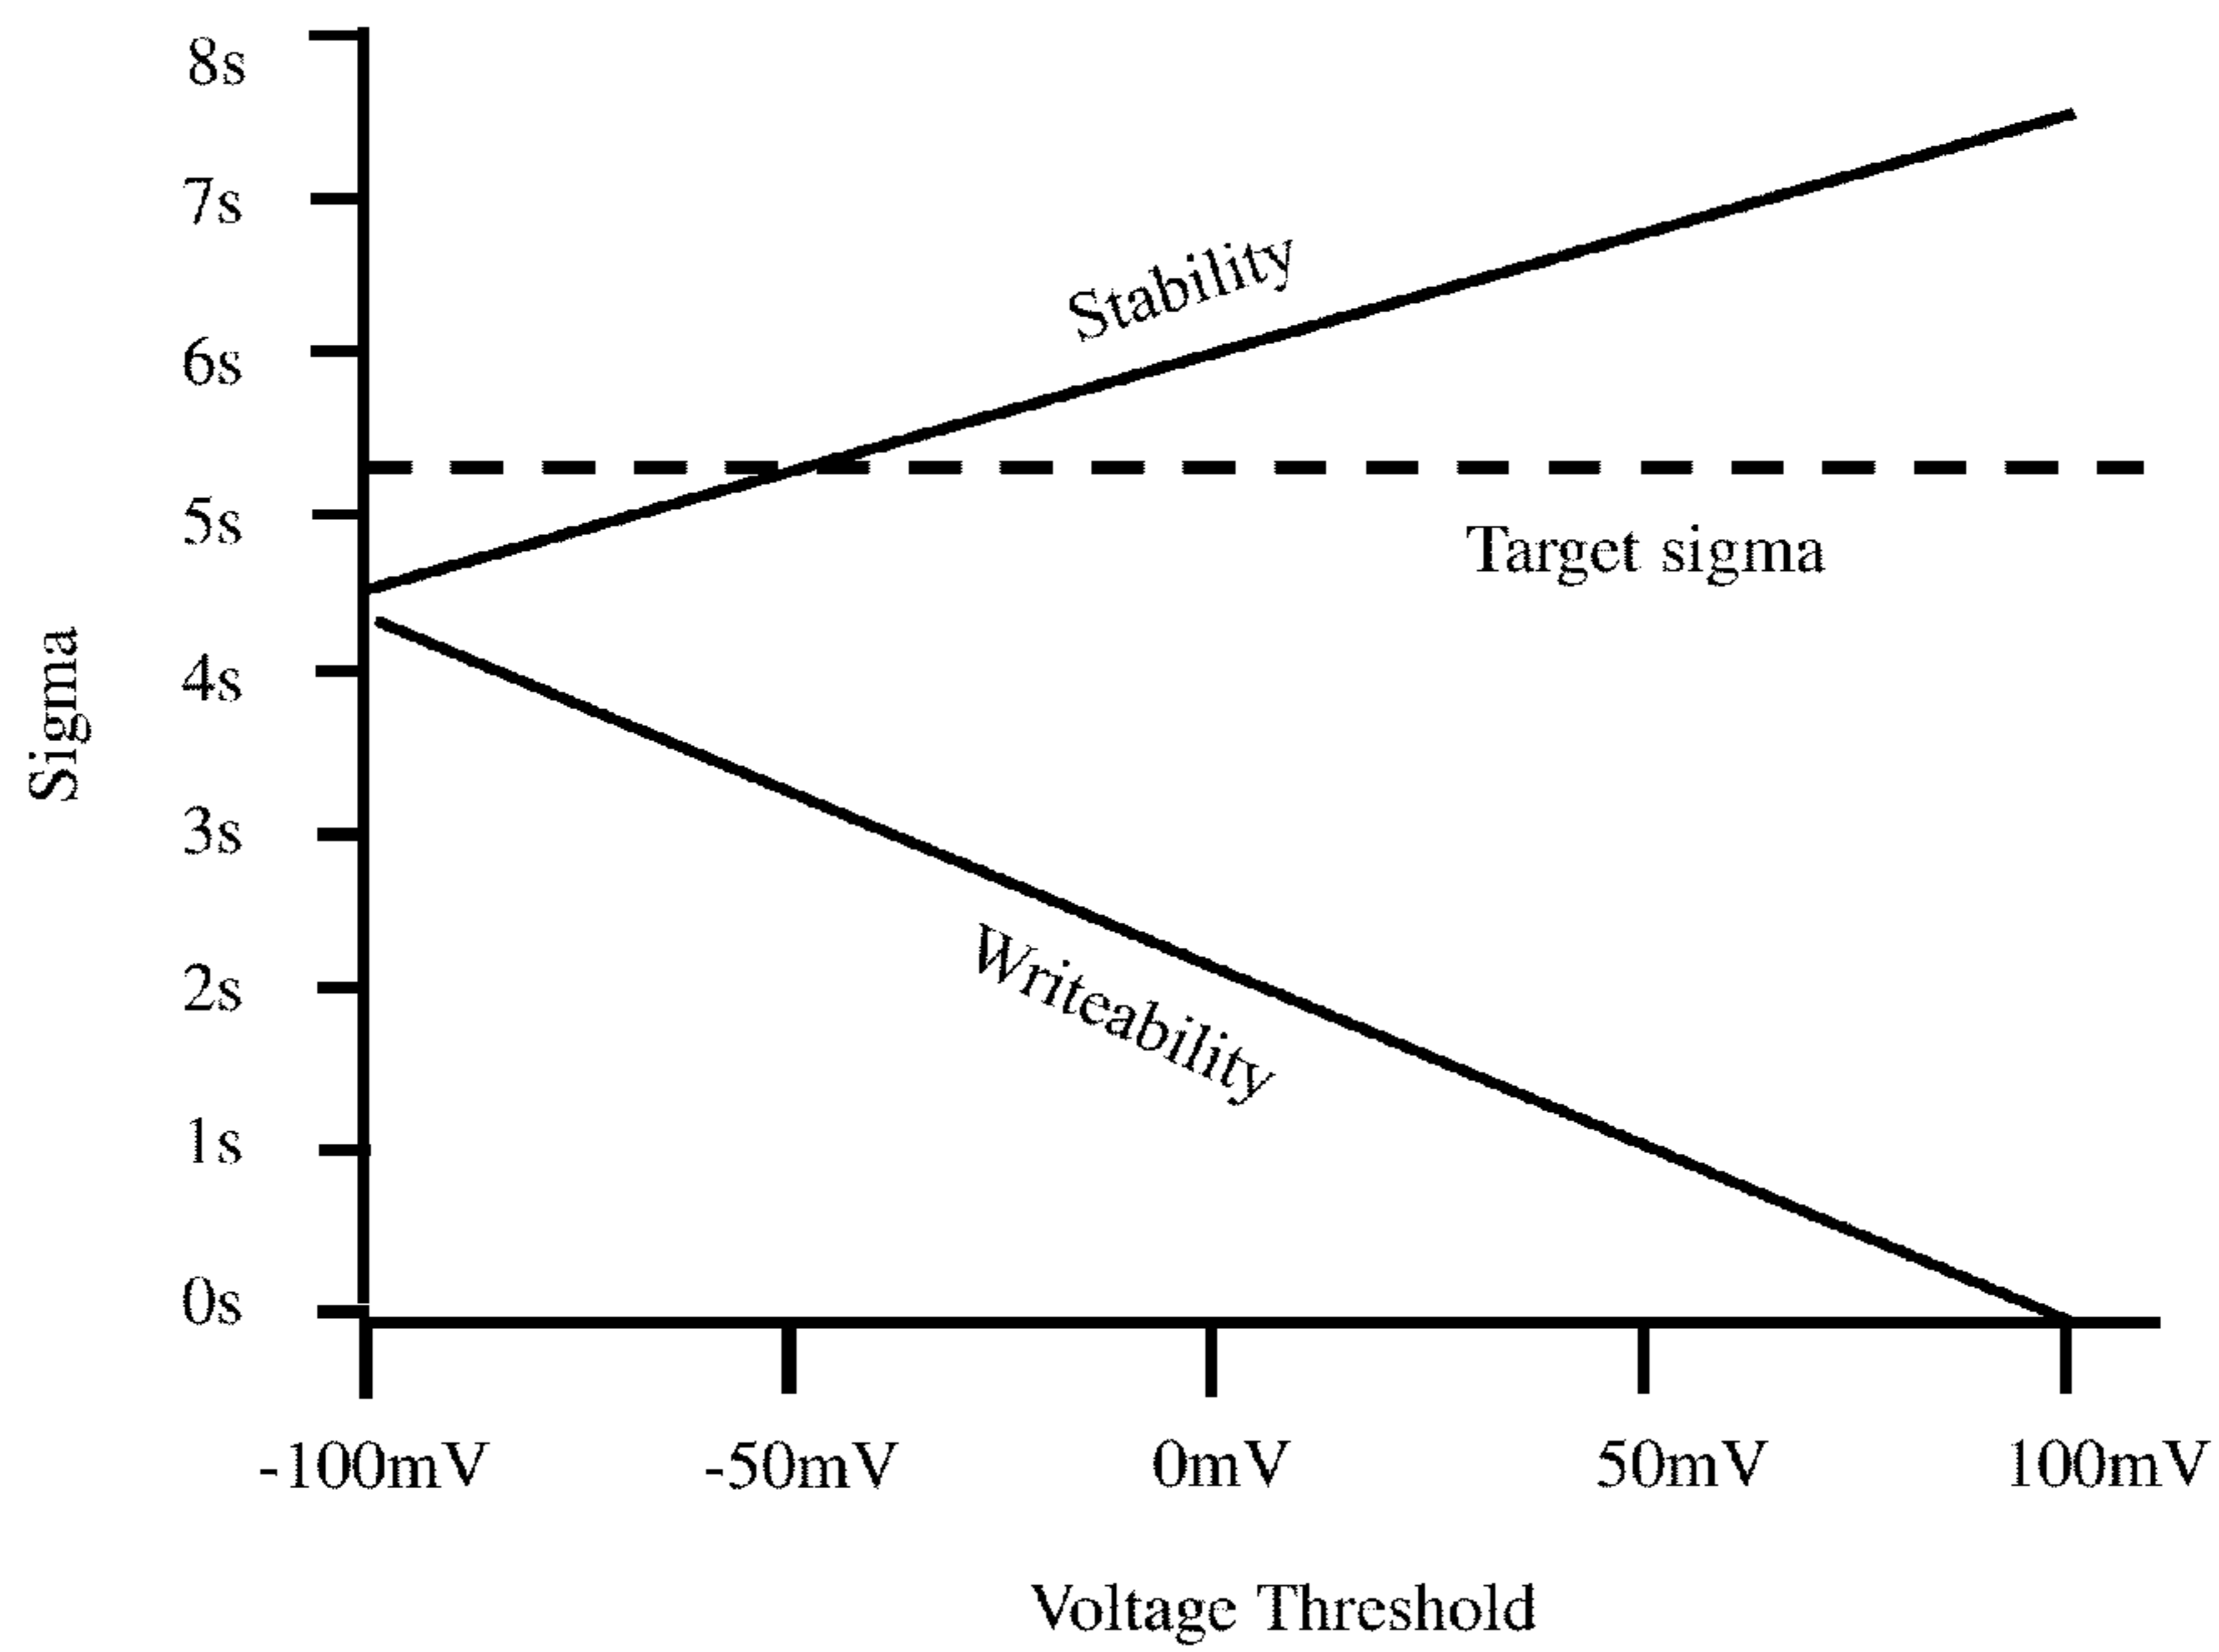 8s
7s
6s
5s
4s
3s
2s
1s
0s
Sigma
Stability
Target sigma
Writeability
-100mV
-50mV
0mV
50mV
100mV
Voltage Threshold